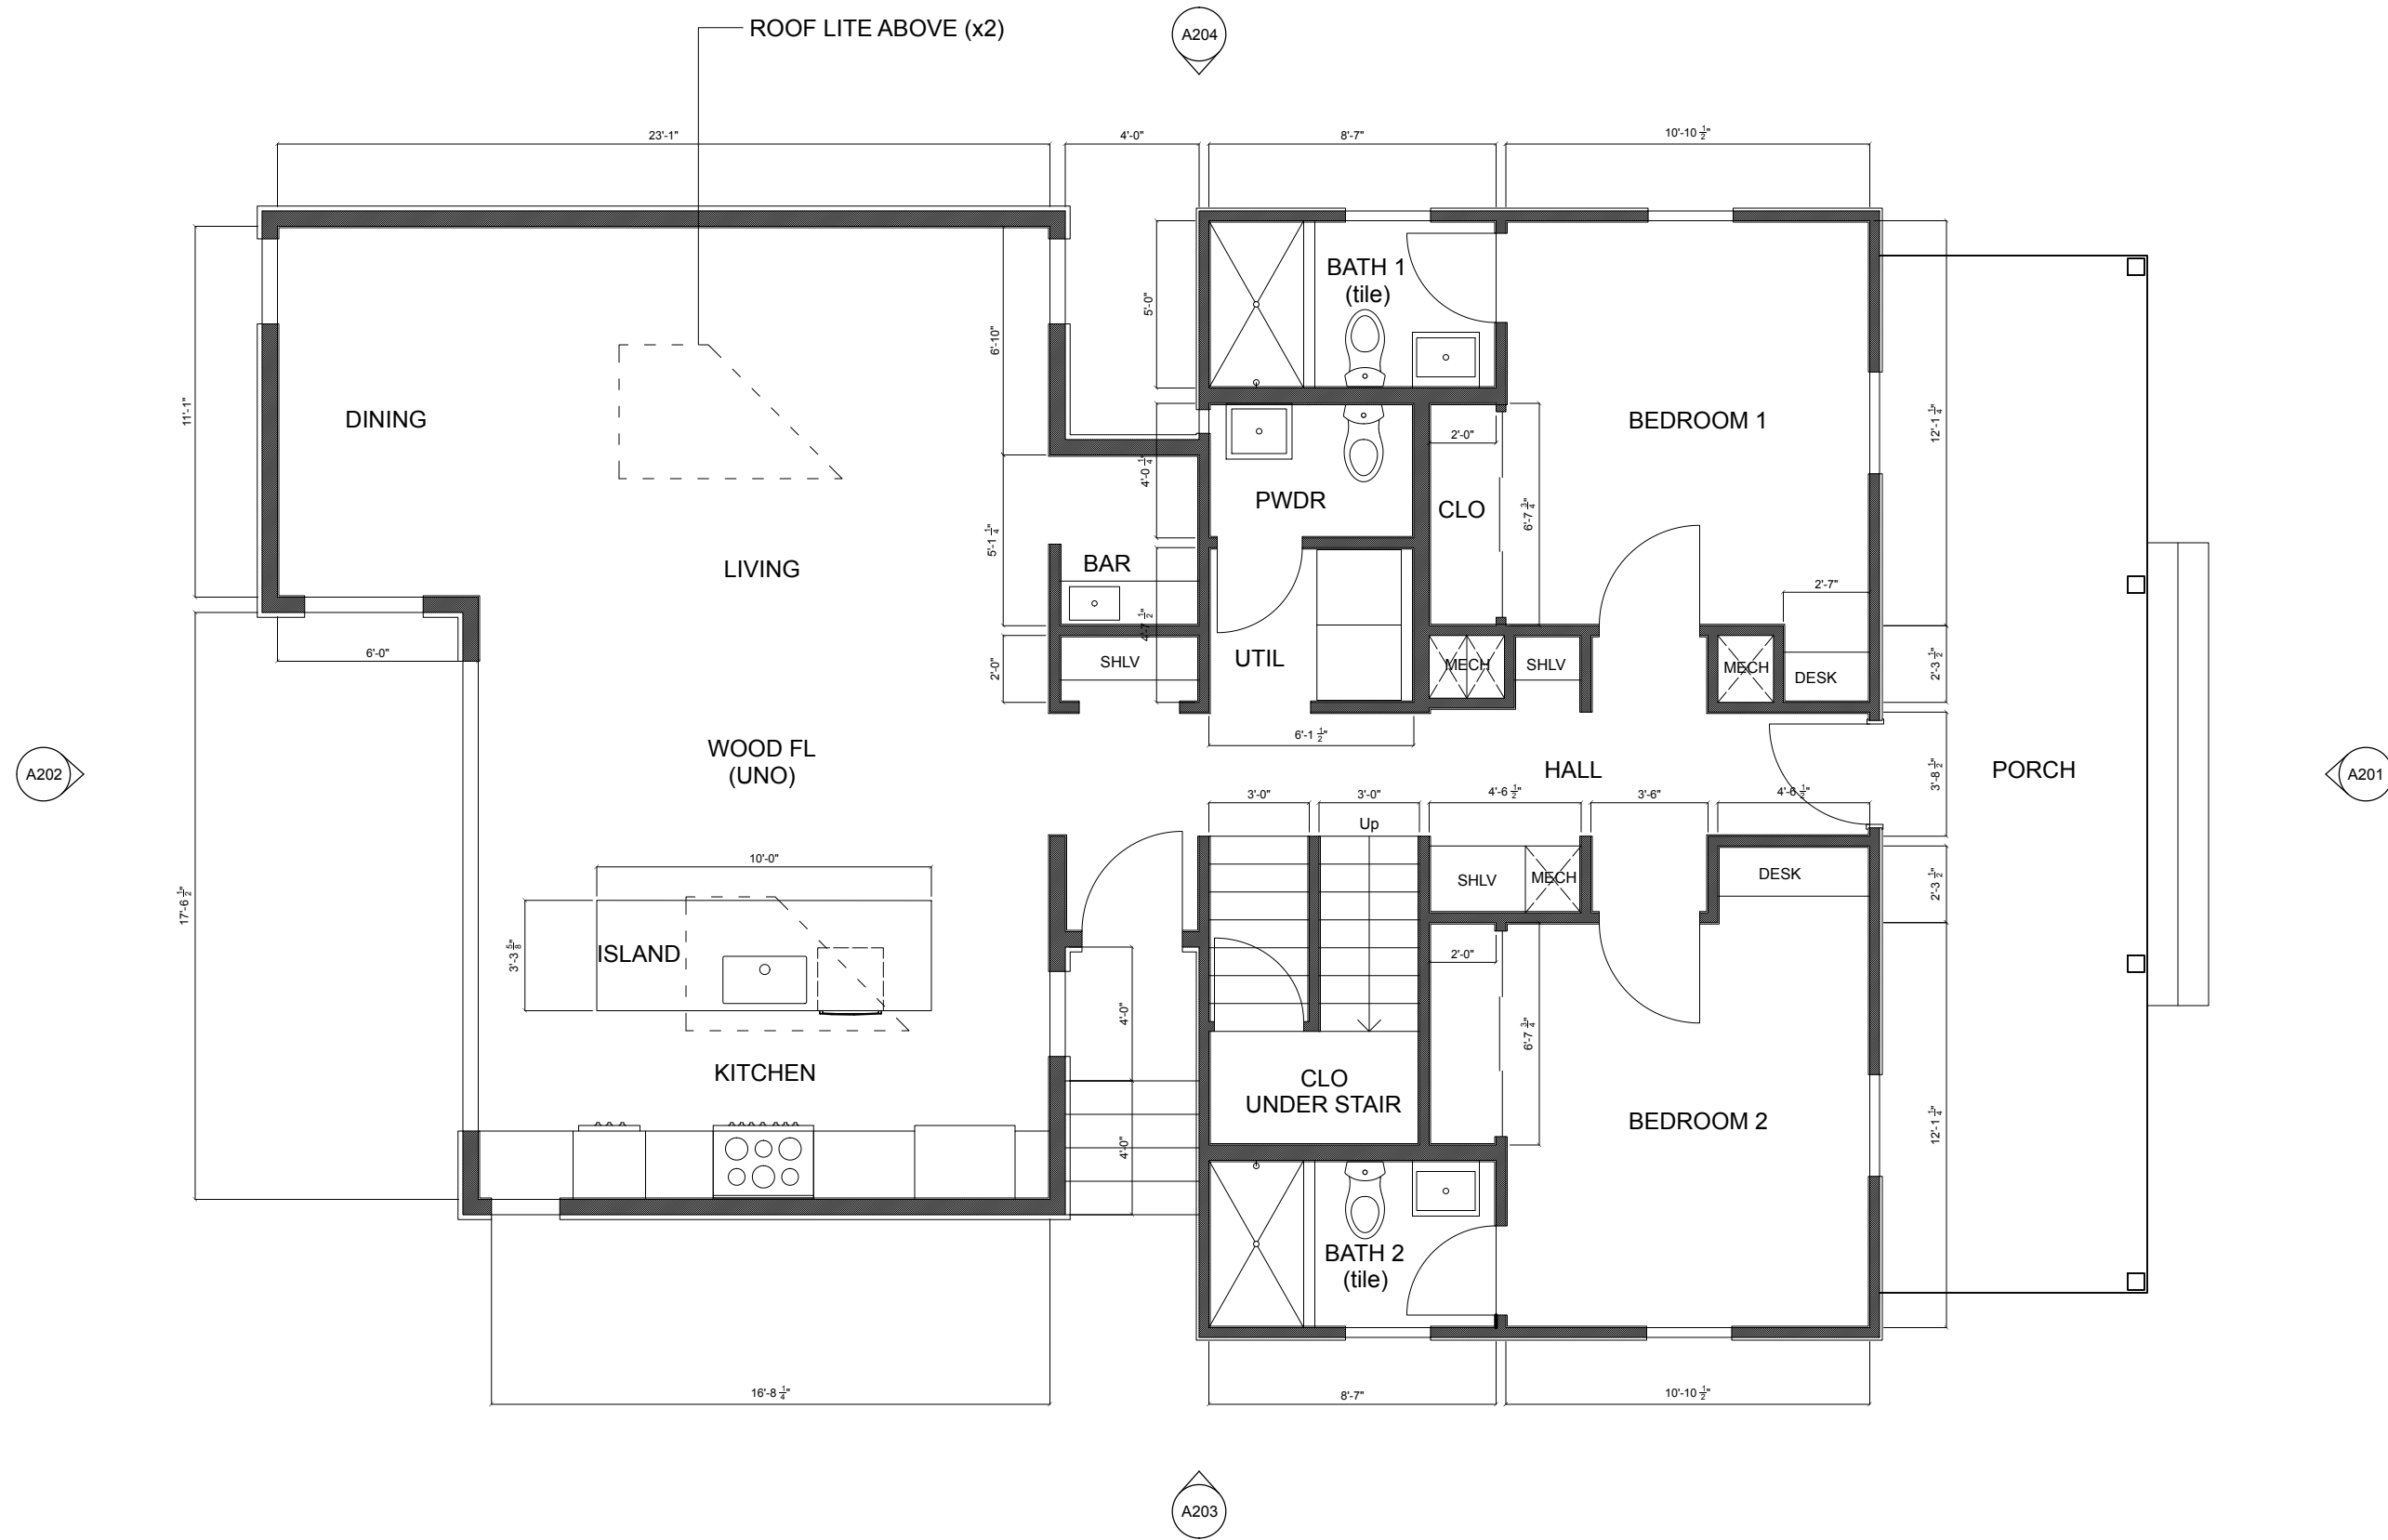 ROOF LITE ABOVE (x2)
A204
23'-1"
4'-0"
8'-7"
10'-10 1/2"
BATH 1
(tile)
5'-0"
6'-10"
11'-1"
DINING
BEDROOM 1
12'-1 1/4"
2'-0"
4'-0 1/4"
PWDR
CLO
6'-7 3/4"
5'-1 1/4"
LIVING
BAR
2'-7"
4'-7 1/2"
6'-0"
2'-0"
SHLV
UTIL
MECH
SHLV
MECH
DESK
2'-3 1/2"
6'-1 1/2"
WOOD FL
(UNO)
A202
HALL
PORCH
A201
3'-8 1/2"
3'-0"
3'-0"
4'-6 1/2"
3'-6"
4'-6 1/2"
Up
10'-0"
SHLV
MECH
DESK
2'-3 1/2"
17'-6 1/2"
3'-3 5/8"
ISLAND
2'-0"
4'-0"
6'-7 3/4"
KITCHEN
CLO
UNDER STAIR
BEDROOM 2
12'-1 1/4"
4'-0"
BATH 2
(tile)
16'-8 1/4"
8'-7"
10'-10 1/2"
A203